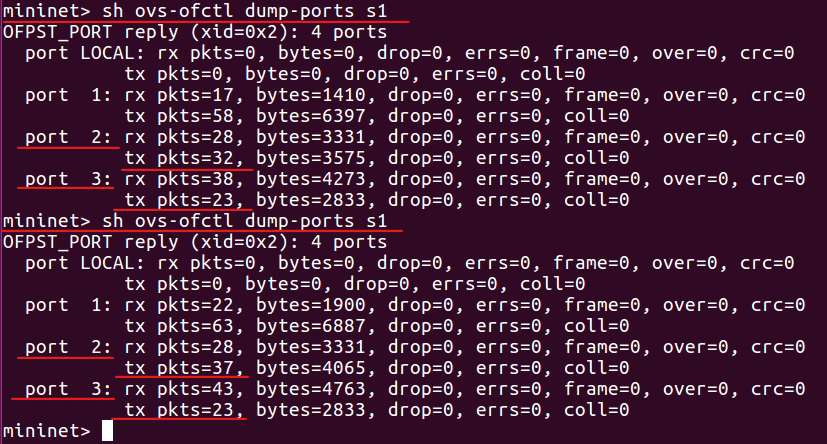 mininet> sh ovs-ofctl dump-ports s1
OFPST_PORT reply (xid=0x2): 4 ports
  port LOCAL: rx pkts=0, bytes=0, drop=0, errs=0, frame=0, over=0, crc=0
           tx pkts=0, bytes=0, drop=0, errs=0, coll=0
  port  1: rx pkts=17, bytes=1410, drop=0, errs=0, frame=0, over=0, crc=0
           tx pkts=58, bytes=6397, drop=0, errs=0, coll=0
  port  2: rx pkts=28, bytes=3331, drop=0, errs=0, frame=0, over=0, crc=0
           tx pkts=32, bytes=3575, drop=0, errs=0, coll=0
  port  3: rx pkts=38, bytes=4273, drop=0, errs=0, frame=0, over=0, crc=0
           tx pkts=23, bytes=2833, drop=0, errs=0, coll=0
mininet> sh ovs-ofctl dump-ports s1
OFPST_PORT reply (xid=0x2): 4 ports
  port LOCAL: rx pkts=0, bytes=0, drop=0, errs=0, frame=0, over=0, crc=0
           tx pkts=0, bytes=0, drop=0, errs=0, coll=0
  port  1: rx pkts=22, bytes=1900, drop=0, errs=0, frame=0, over=0, crc=0
           tx pkts=63, bytes=6887, drop=0, errs=0, coll=0
  port  2: rx pkts=28, bytes=3331, drop=0, errs=0, frame=0, over=0, crc=0
           tx pkts=37, bytes=4065, drop=0, errs=0, coll=0
  port  3: rx pkts=43, bytes=4763, drop=0, errs=0, frame=0, over=0, crc=0
           tx pkts=23, bytes=2833, drop=0, errs=0, coll=0
mininet>